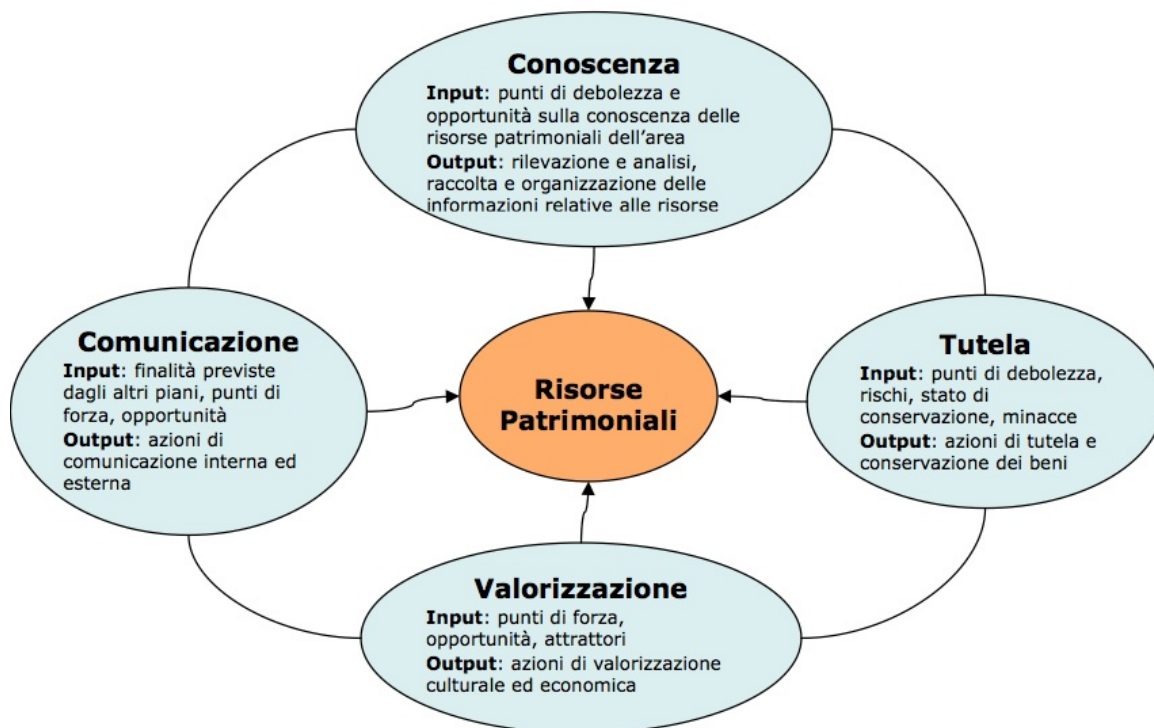 Conoscenza
Input: punti di debolezza e
opportunità sulla conoscenza delle
risorse patrimoniali dell'area
Output: rilevazione e analisi,
raccolta e organizzazione delle
informazioni relative alle risorse
Comunicazione
Input: finalità previste
dagli altri piani, punti di
forza, opportunità
Output: azioni di
comunicazione interna ed
esterna
Risorse
Patrimoniali
Tutela
Input: punti di debolezza,
rischi, stato di
conservazione, minacce
Output: azioni di tutela e
conservazione dei beni
Valorizzazione
Input: punti di forza,
opportunità, attrattori
Output: azioni di valorizzazione
culturale ed economica